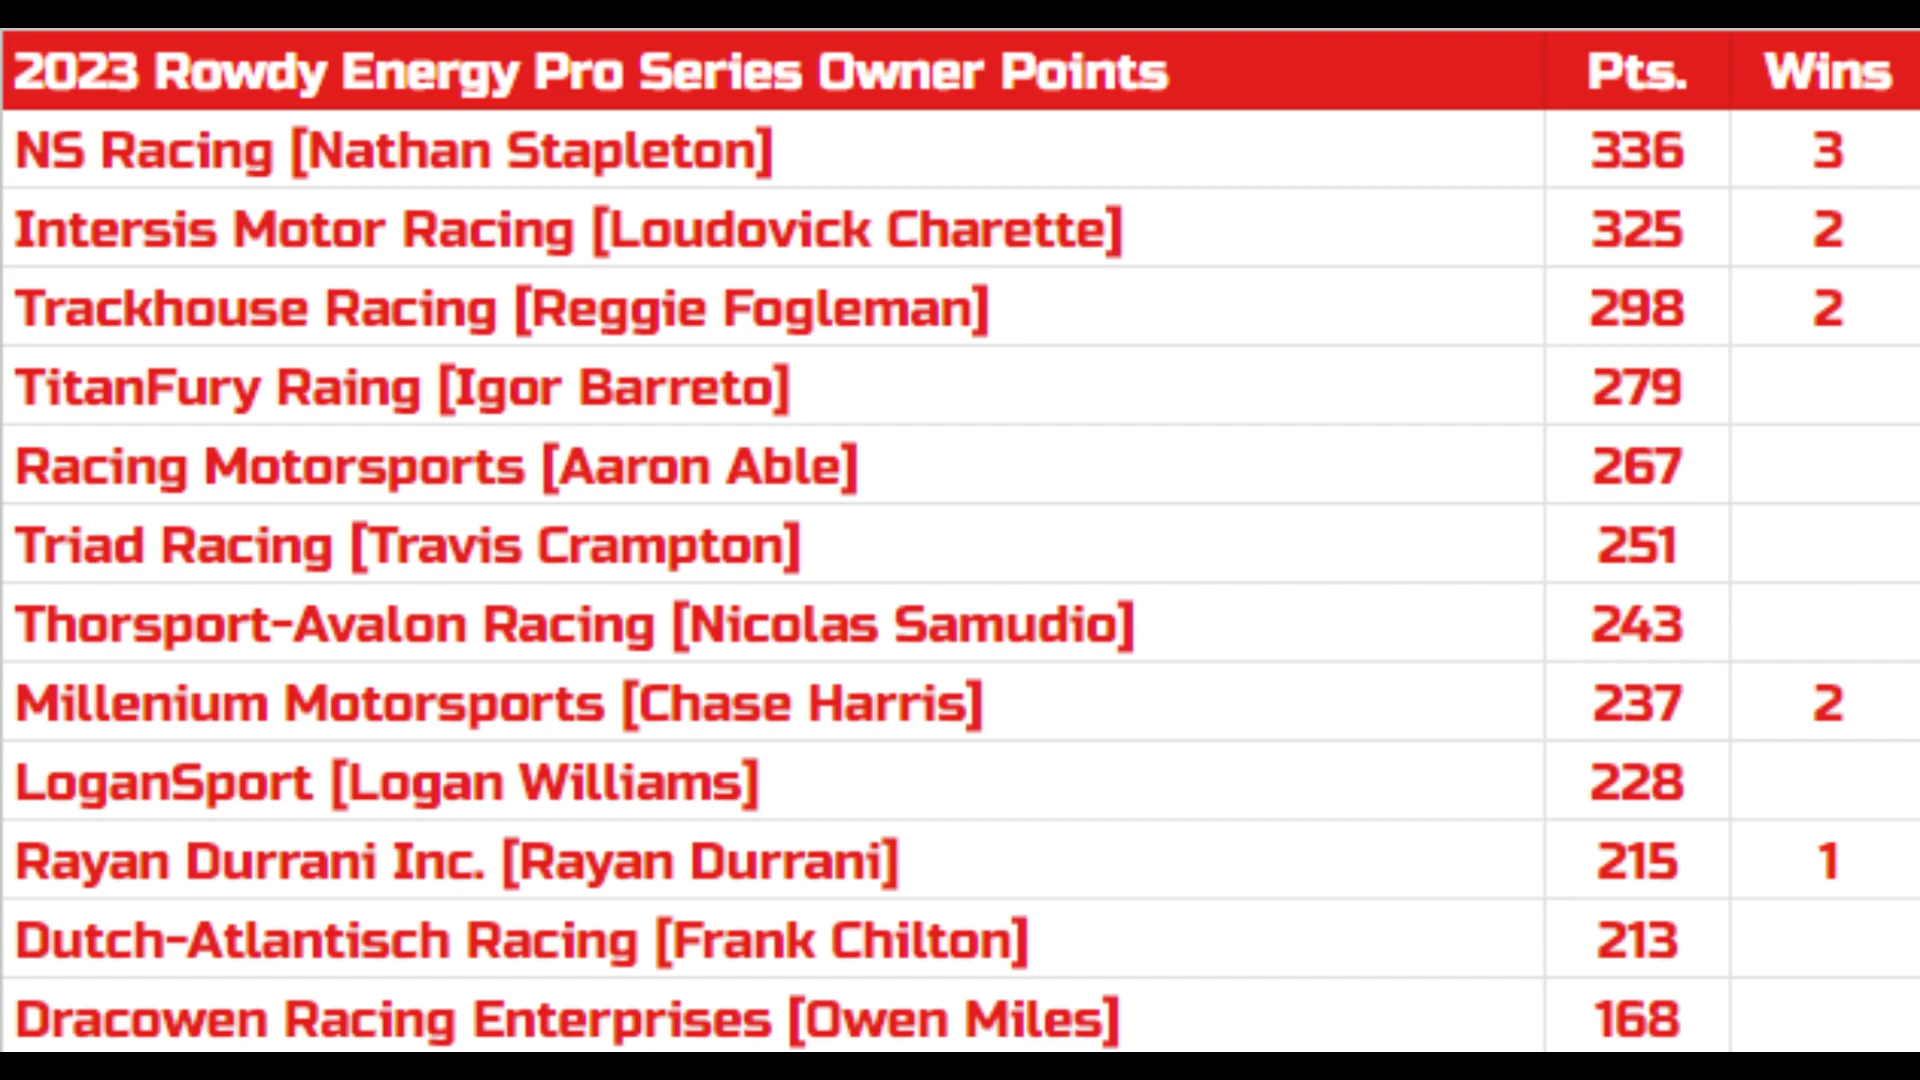 2023 Rowdy Energy Pro Series Owner Points Pts. Wins
NS Racing [Nathan Stapleton] 336 3
Intersis Motor Racing [Loudovick Charette] 325 2
Trackhouse Racing [Reggie Fogleman] 298 2
TitanFury Raing [Igor Barreto] 279
Racing Motorsports [Aaron Able] 267
Triad Racing [Travis Crampton] 251
Thorsport-Avalon Racing [Nicolas Samudio] 243
Millenium Motorsports [Chase Harris] 237 2
LoganSport [Logan Williams] 228
Rayan Durrani Inc. [Rayan Durrani] 215 1
Dutch-Atlantisch Racing [Frank Chilton] 213
Dracowen Racing Enterprises [Owen Miles] 168